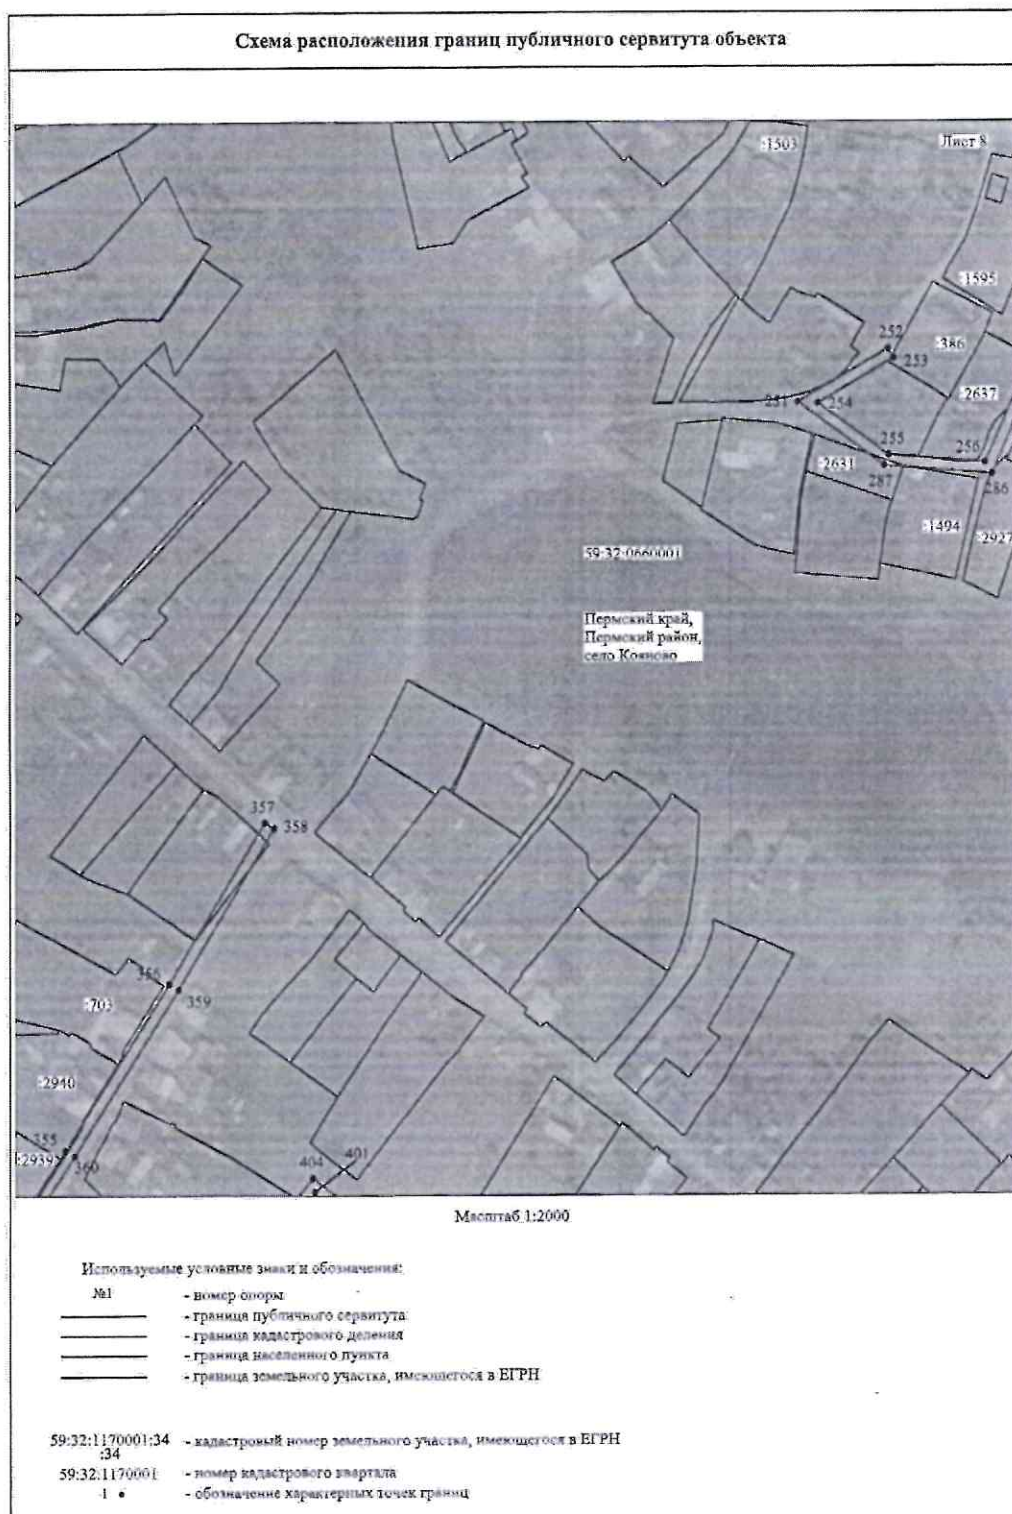 Схема расположения границ публичного сервитута объекта
Лист 8
:1503
:1595
252
:386
253
:2637
251
254
255
256
:2631
287
286
:1494
:2927
59:32:0660001
Пермский край,
Пермский район,
село Кояново
357
358
356
359
:703
:2940
355
:2939
360
404
401
Масштаб 1:2000
Используемые условные знаки и обозначения:
№1 - номер опоры
- граница публичного сервитута
- граница кадастрового деления
- граница населенного пункта
- граница земельного участка, имеющегося в ЕГРН
59:32:1170001:34 - кадастровый номер земельного участка, имеющегося в ЕГРН
:34
59:32:1170001 - номер кадастрового квартала
1 • - обозначение характерных точек границ